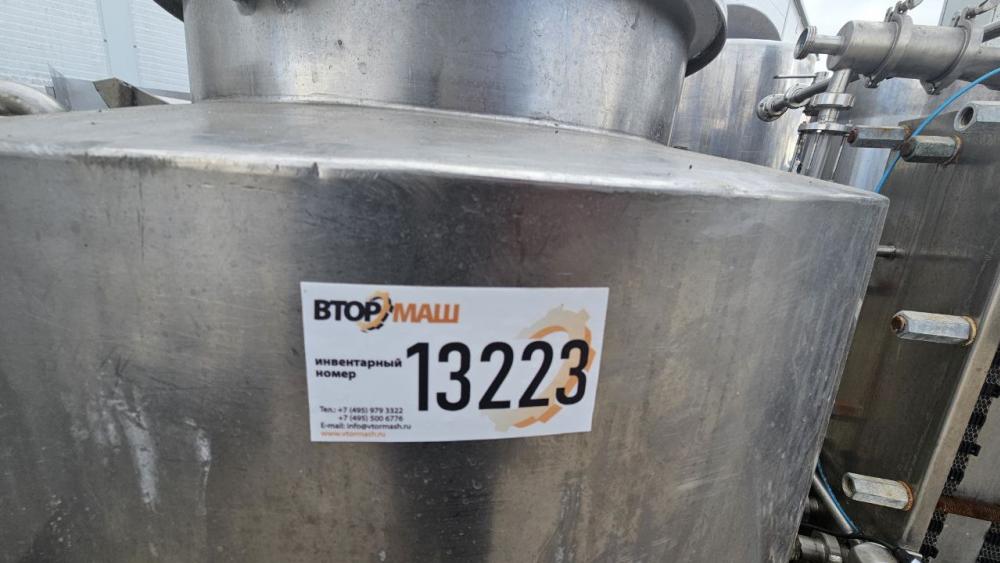 ВТОРМАШ
инвентарный
номер
13223
Тел.: +7 (495) 979 3322
+7 (495) 500 6776
E-mail: info@vtormash.ru
www.vtormash.ru